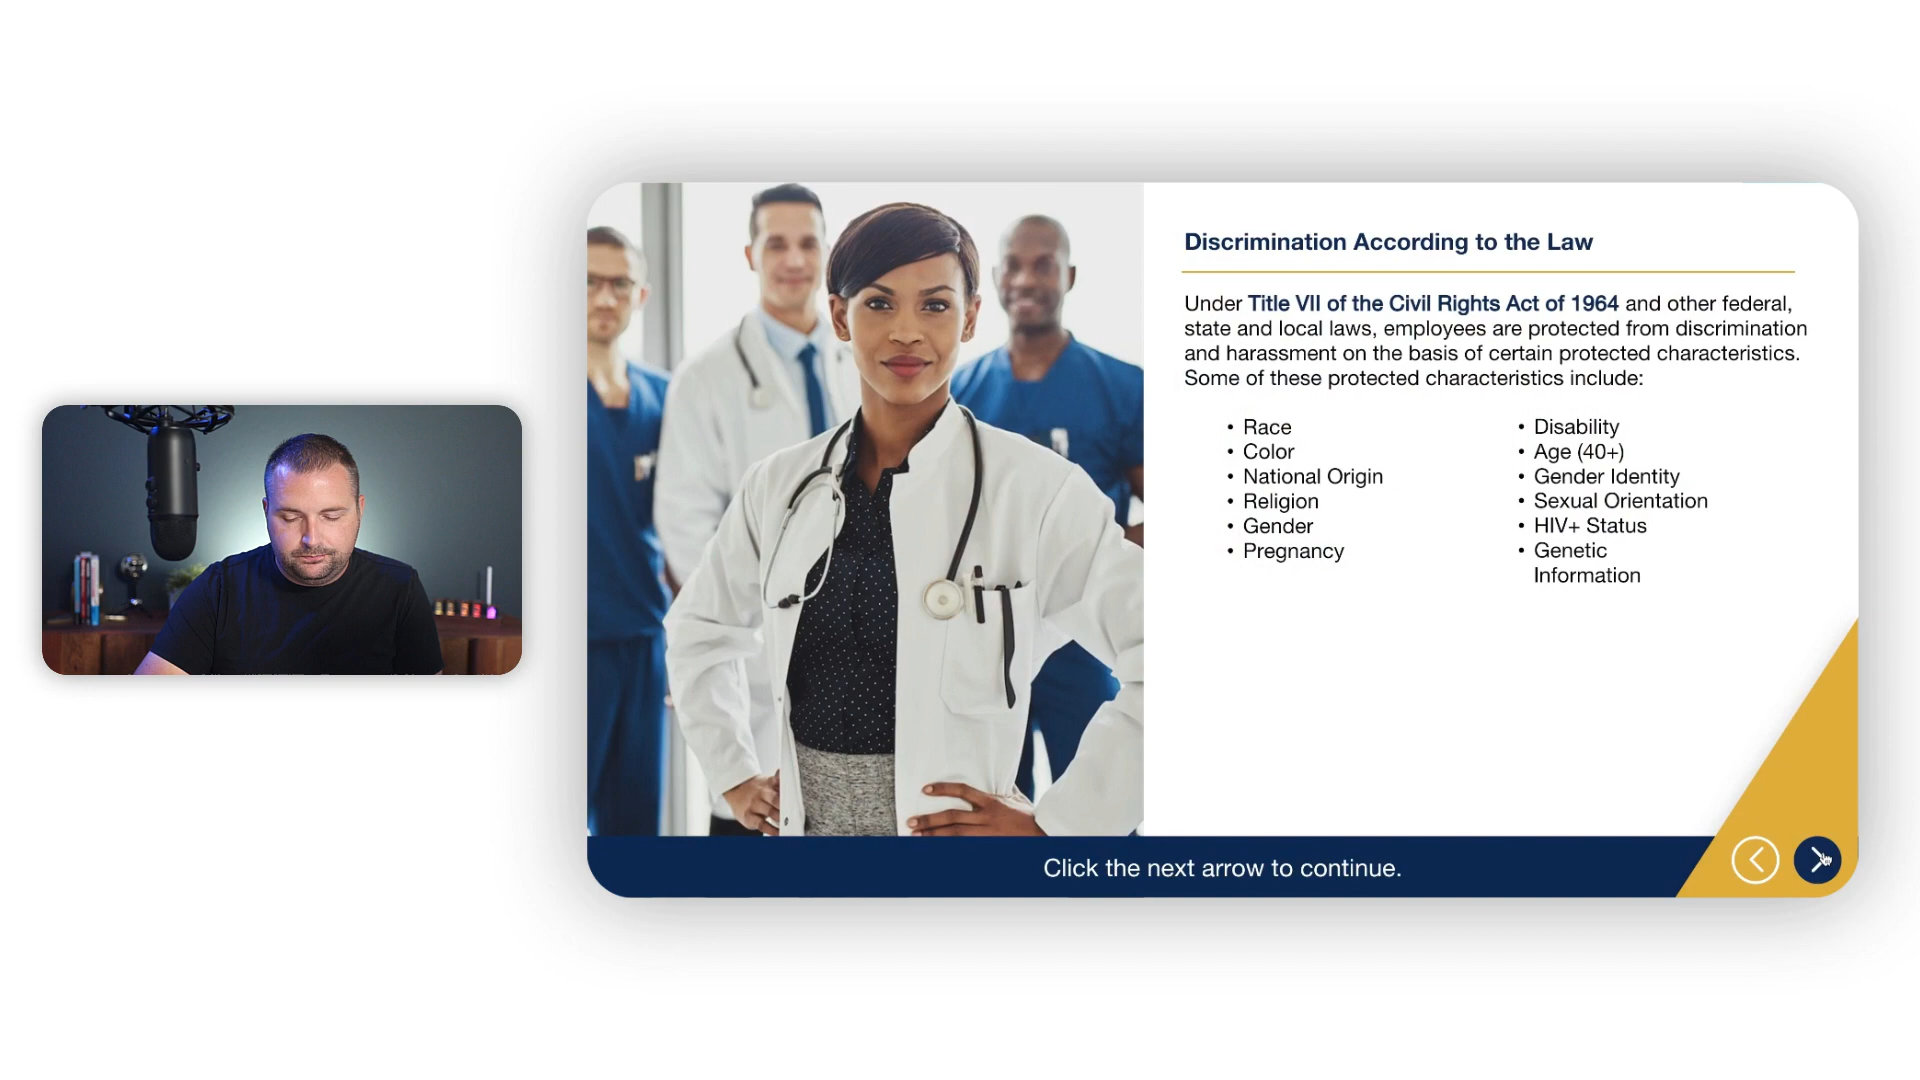 Discrimination According to the Law
Under Title VII of the Civil Rights Act of 1964 and other federal,
state and local laws, employees are protected from discrimination
and harassment on the basis of certain protected characteristics.
Some of these protected characteristics include:
• Race
• Color
• National Origin
• Religion
• Gender
• Pregnancy
• Disability
• Age (40+)
• Gender Identity
• Sexual Orientation
• HIV+ Status
• Genetic
Information
Click the next arrow to continue.